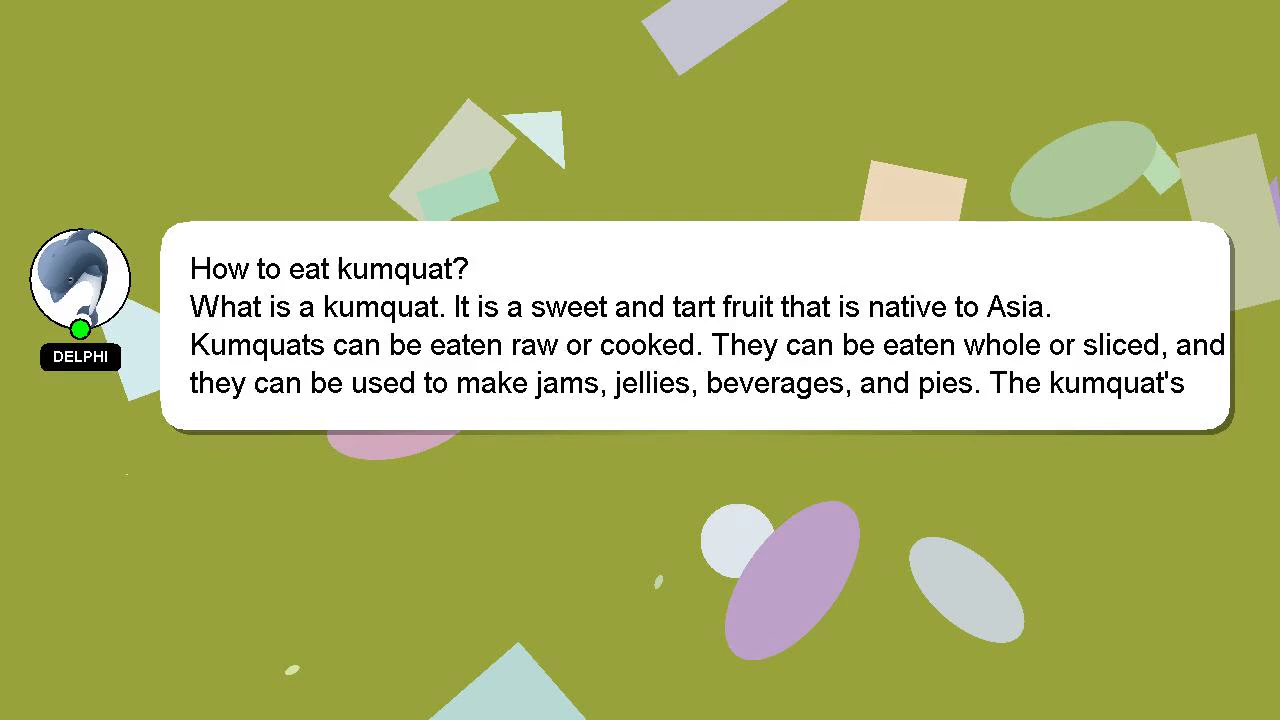 How to eat kumquat?
What is a kumquat. It is a sweet and tart fruit that is native to Asia.
Kumquats can be eaten raw or cooked. They can be eaten whole or sliced, and
they can be used to make jams, jellies, beverages, and pies. The kumquat's
DELPHI